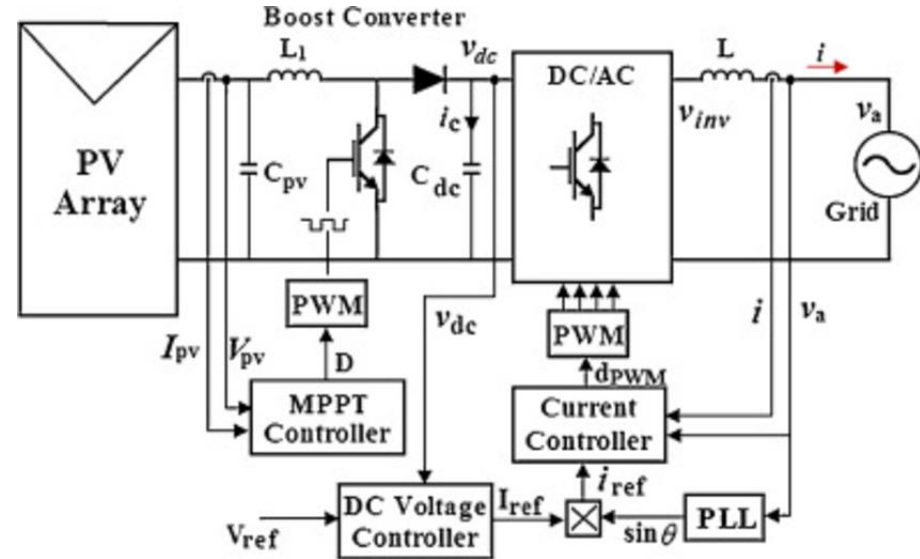 Boost Converter
PV
Array
L1
vdc
ic
Cpv
Cdc
DC/AC
vinv
L
i
va
Grid
PWM
PWM
Ipv
Vpv
D
vdc
dPWM
i
va
MPPT
Controller
Current
Controller
DC Voltage
Controller
Vref
Iref
iref
sinθ
PLL